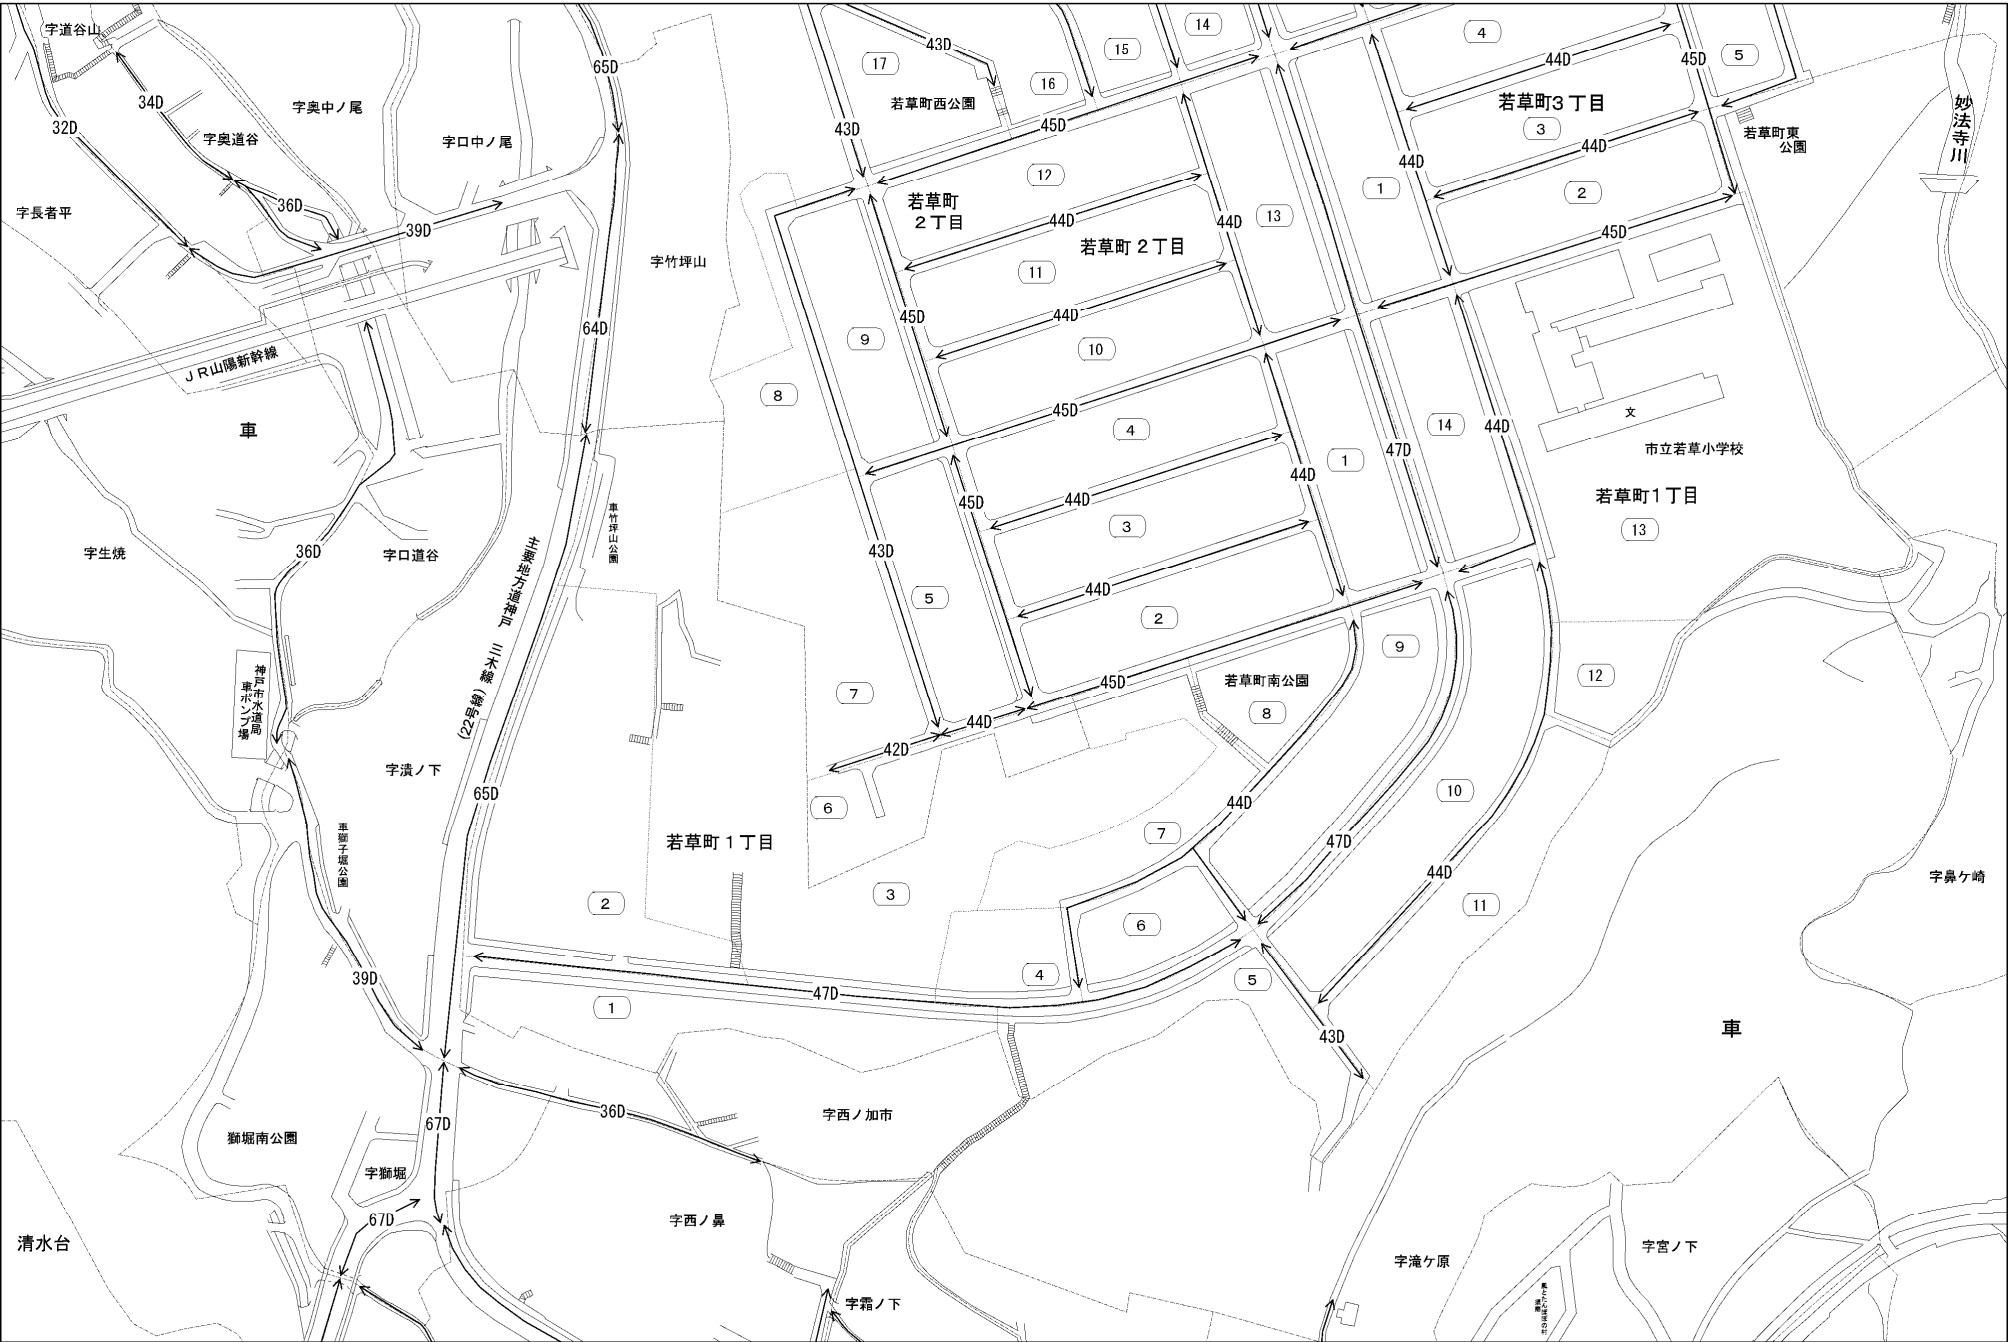 字道谷山
65D
43D
17
15
14
4
5
45D
16
44D
34D
字奥中ノ尾
若草町西公園
若草町3丁目
妙法寺川
32D
字奥道谷
字口中ノ尾
43D
45D
3
若草町東
公園
44D
44D
12
1
2
36D
字長者平
39D
若草町
2丁目
44D
44D
13
45D
若草町2丁目
字竹坪山
11
64D
45D
44D
9
10
JR山陽新幹線
8
45D
4
14
44D
文
車
47D
市立若草小学校
1
44D
45D
44D
若草町1丁目
3
13
車竹坪山公園
字生焼
36D
字口道谷
43D
主要地方道神戸三木線
(22号線)
5
44D
2
9
神戸市水道局
車ポンプ場
7
45D
若草町南公園
12
44D
8
42D
字潰ノ下
65D
6
10
44D
車獅子堀公園
若草町1丁目
7
47D
44D
字鼻ケ崎
2
3
11
6
39D
4
5
47D
1
43D
車
67D
36D
字西ノ加市
獅堀南公園
字獅堀
67D
字西ノ鼻
清水台
字滝ケ原
字宮ノ下
字霜ノ下